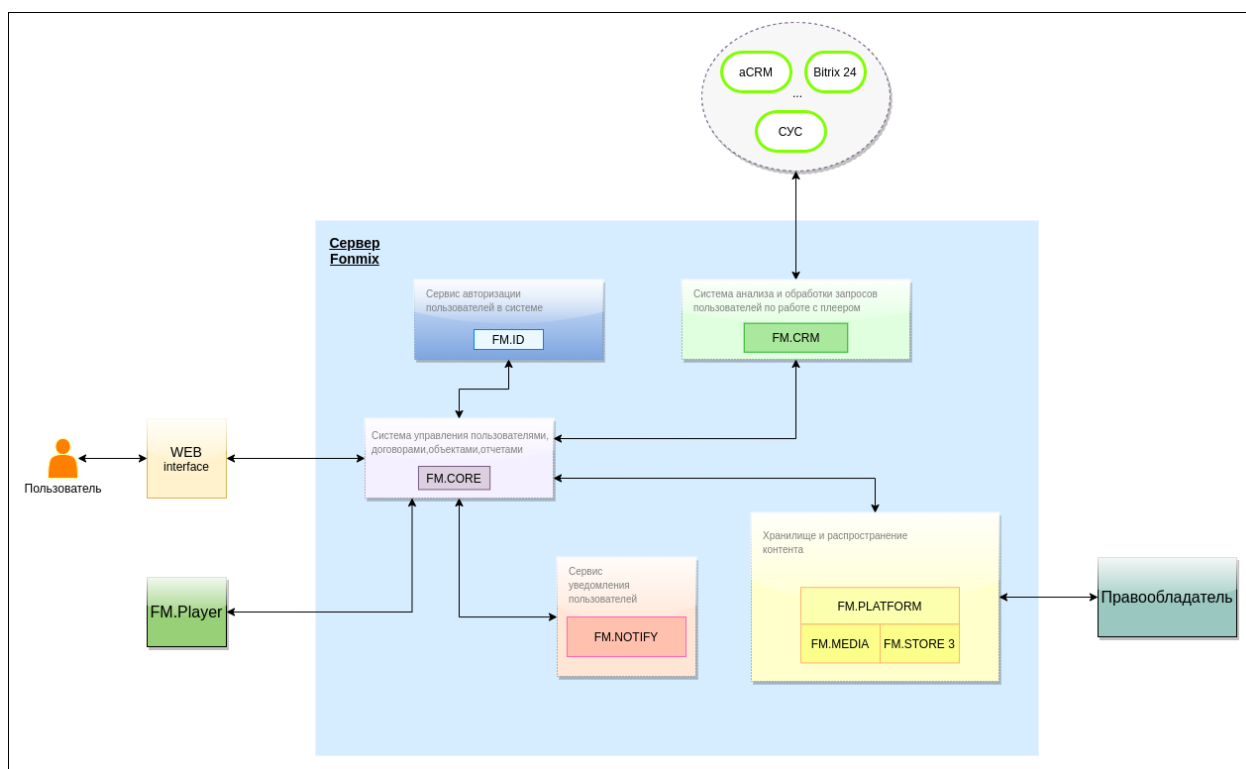 aCRM
Bitrix 24
...
СУС
Сервер
Fonmix
Сервис авторизации
пользователей в системе
FM.ID
Система анализа и обработки запросов
пользователей по работе с плеером
FM.CRM
Система управления пользователями,
договорами,объектами,отчетами
FM.CORE
WEB
interface
Пользователь
FM.Player
Сервис
уведомления
пользователей
FM.NOTIFY
Хранилище и распространение
контента
FM.PLATFORM
FM.MEDIA
FM.STORE 3
Правообладатель